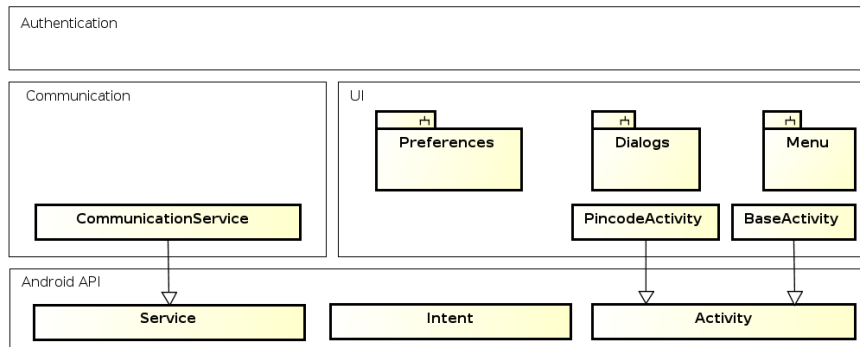 Authentication
Communication
UI
Preferences
Dialogs
Menu
CommunicationService
PincodeActivity
BaseActivity
Android API
Service
Intent
Activity